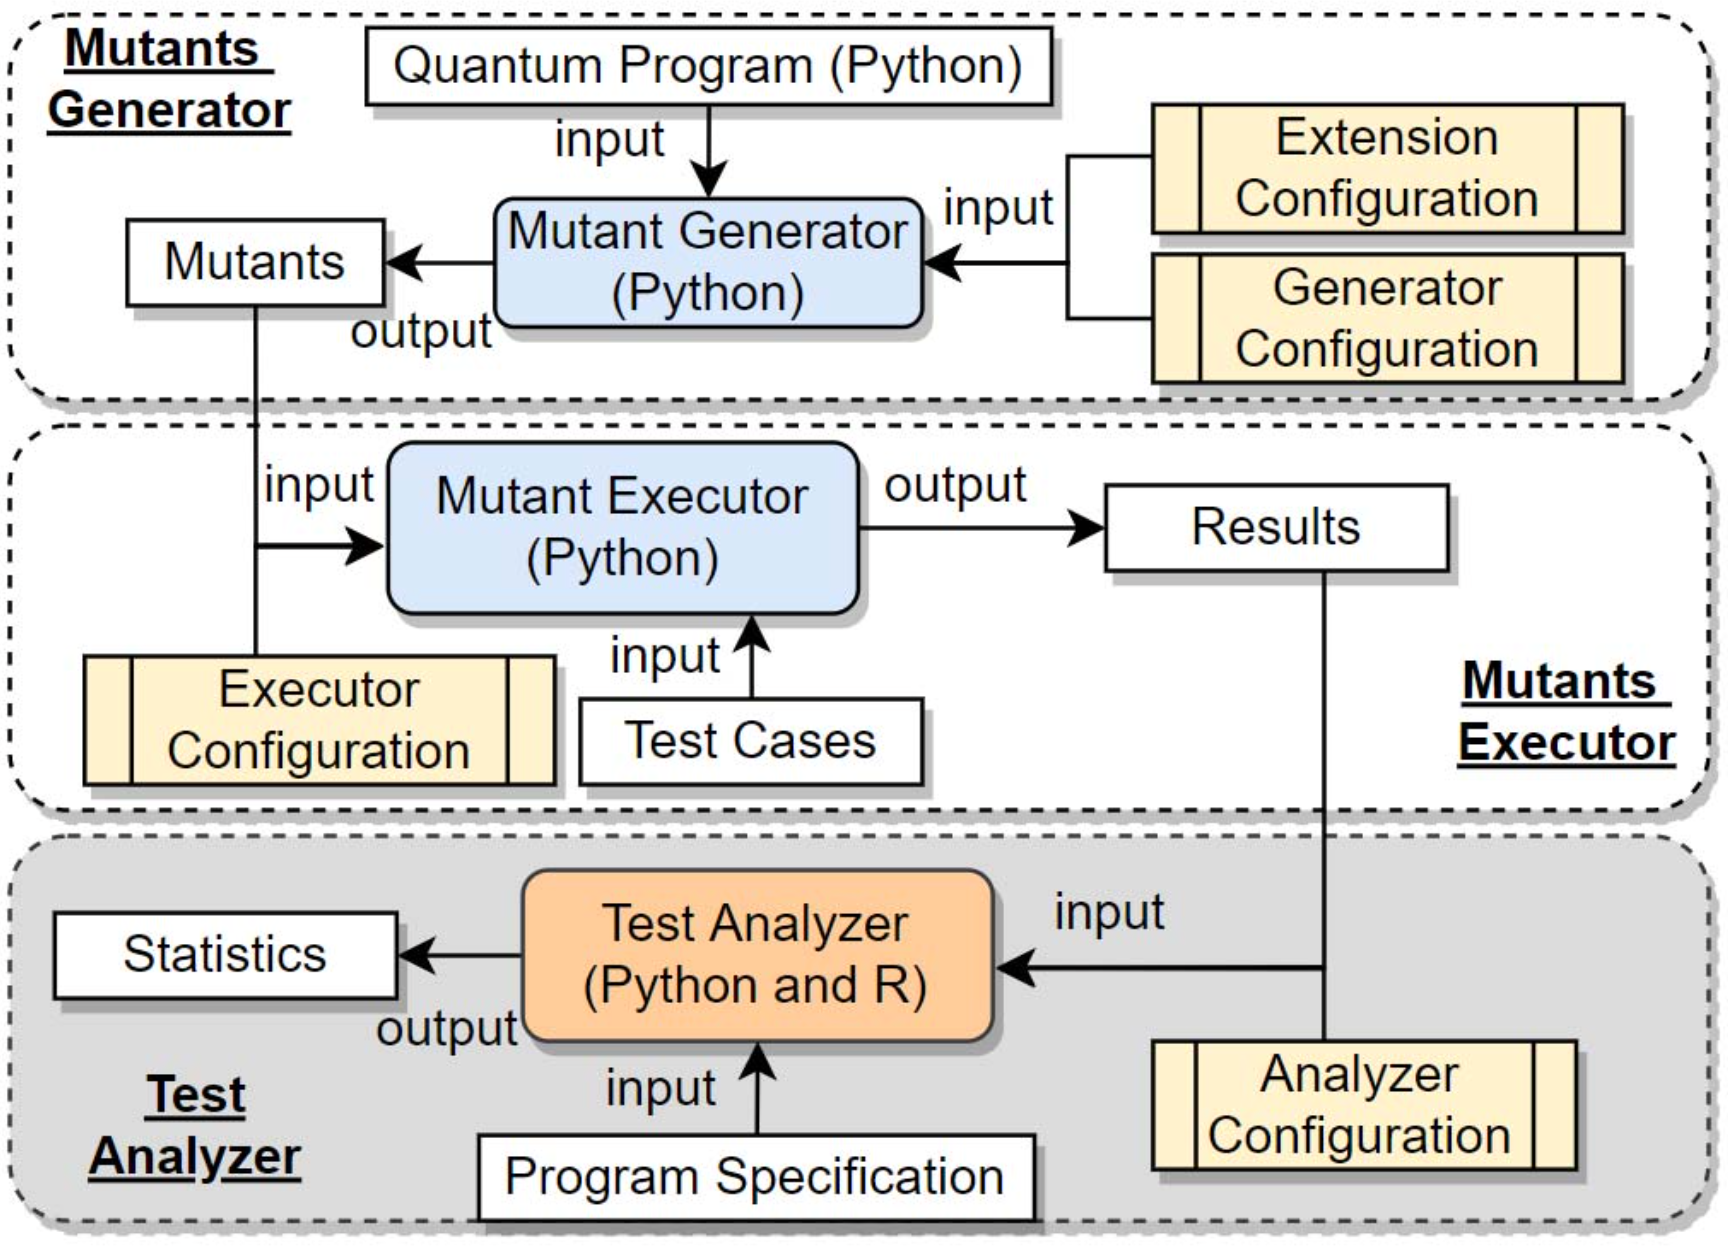 Mutants
Generator
Quantum Program (Python)
input
Extension
Configuration
input
Mutant Generator
(Python)
Mutants
output
Generator
Configuration
input
Mutant Executor
(Python)
output
Results
input
Executor
Configuration
Test Cases
Mutants
Executor
Test Analyzer
(Python and R)
input
Statistics
output
input
Test
Analyzer
Analyzer
Configuration
Program Specification